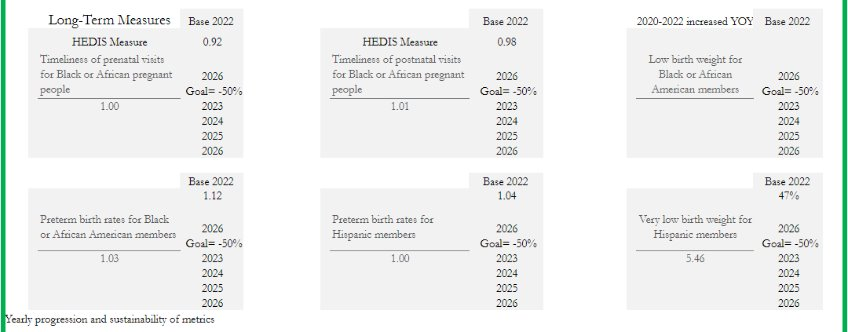 Long-Term Measures Base 2022
HEDIS Measure 0.92
Timeliness of prenatal visits
for Black or African pregnant 2026
people Goal= -50%
1.00 2023
2024
2025
2026
Base 2022
HEDIS Measure 0.98
Timeliness of postnatal visits
for Black or African pregnant 2026
people Goal= -50%
1.01 2023
2024
2025
2026
2020-2022 increased YOY Base 2022
Low birth weight for
Black or African 2026
American members Goal= -50%
2023
2024
2025
2026
Base 2022
1.12
Preterm birth rates for Black
or African American members 2026
Goal= -50%
1.03 2023
2024
2025
2026
Base 2022
1.04
Preterm birth rates for
Hispanic members 2026
Goal= -50%
1.00 2023
2024
2025
2026
Base 2022
47%
Very low birth weight for
Hispanic members 2026
Goal= -50%
5.46 2023
2024
2025
2026
Yearly progression and sustainability of metrics